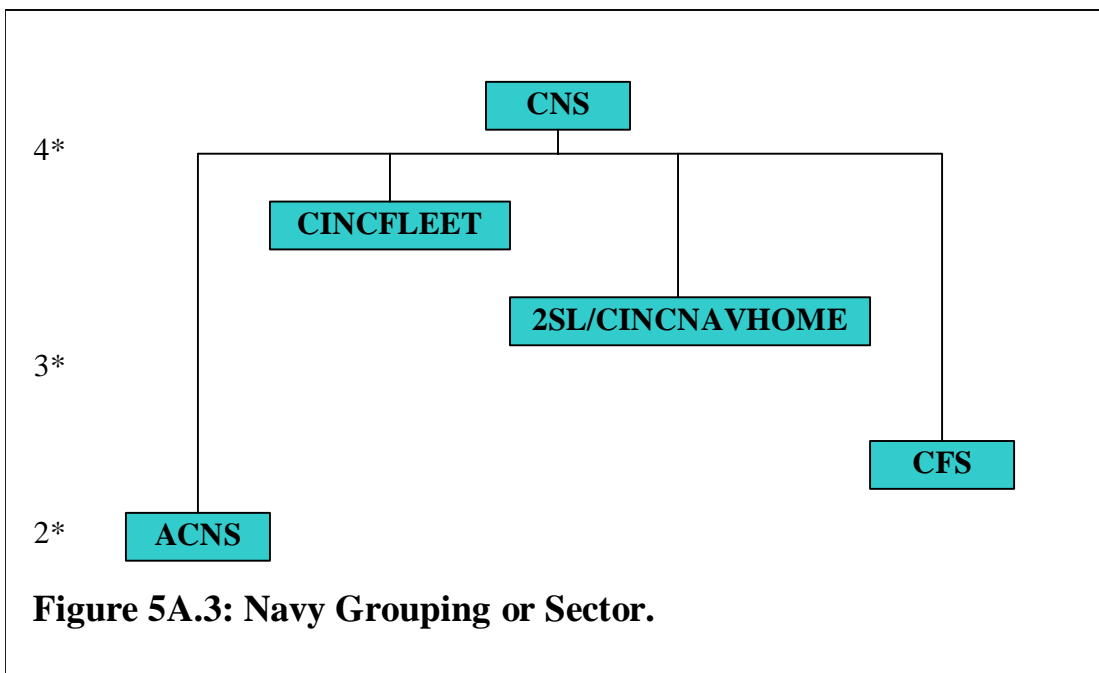 CNS
4*
CINCFLEET
2SL/CINCNAVHOME
3*
CFS
2*
ACNS
Figure 5A.3: Navy Grouping or Sector.